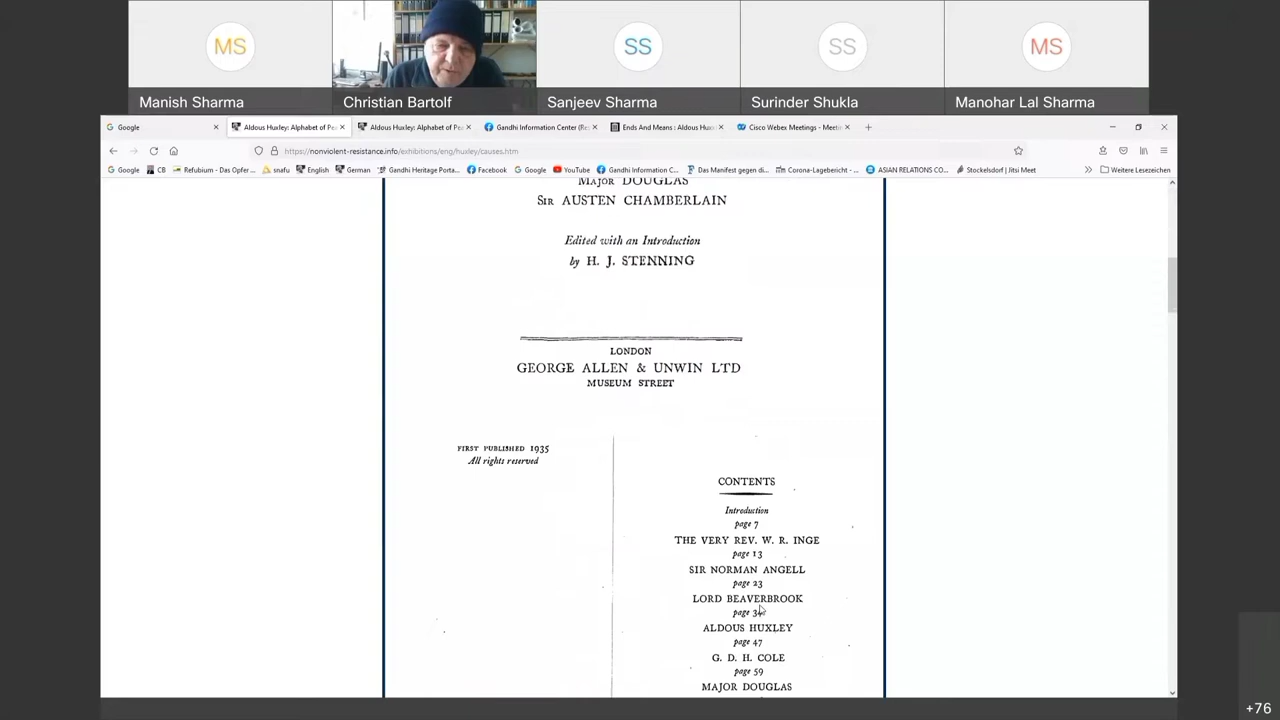 MS
SS
SS
MS
Manish Sharma
Christian Bartolf
Sanjeev Sharma
Surinder Shukla
Manohar Lal Sharma
Google
Aldous Huxley: Alphabet of Pe
Aldous Huxley: Alphabet of Pe
Gandhi Information Center (Re
Ends And Means : Aldous Hux
Cisco Webex Meetings - Meeti
https://nonviolent-resistance.info/exhibitions/eng/huxley/causes.htm
Google
CB
Refubium - Das Opfer ...
snafu
English
German
Gandhi Heritage Porta...
Facebook
Google
YouTube
Gandhi Information C...
Das Manifest gegen di...
Corona-Lagebericht -...
ASIAN RELATIONS CO...
Stockelsdorf | Jitsi Meet
Weitere Lesezeichen
Major DOUGLAS
Sir AUSTEN CHAMBERLAIN
Edited with an Introduction
by H. J. STENNING
LONDON
GEORGE ALLEN & UNWIN LTD
MUSEUM STREET
FIRST PUBLISHED 1935
All rights reserved
CONTENTS
Introduction
page 7
THE VERY REV. W. R. INGE
page 13
SIR NORMAN ANGELL
page 23
LORD BEAVERBROOK
page
ALDOUS HUXLEY
page 47
G. D. H. COLE
page 59
MAJOR DOUGLAS
+76